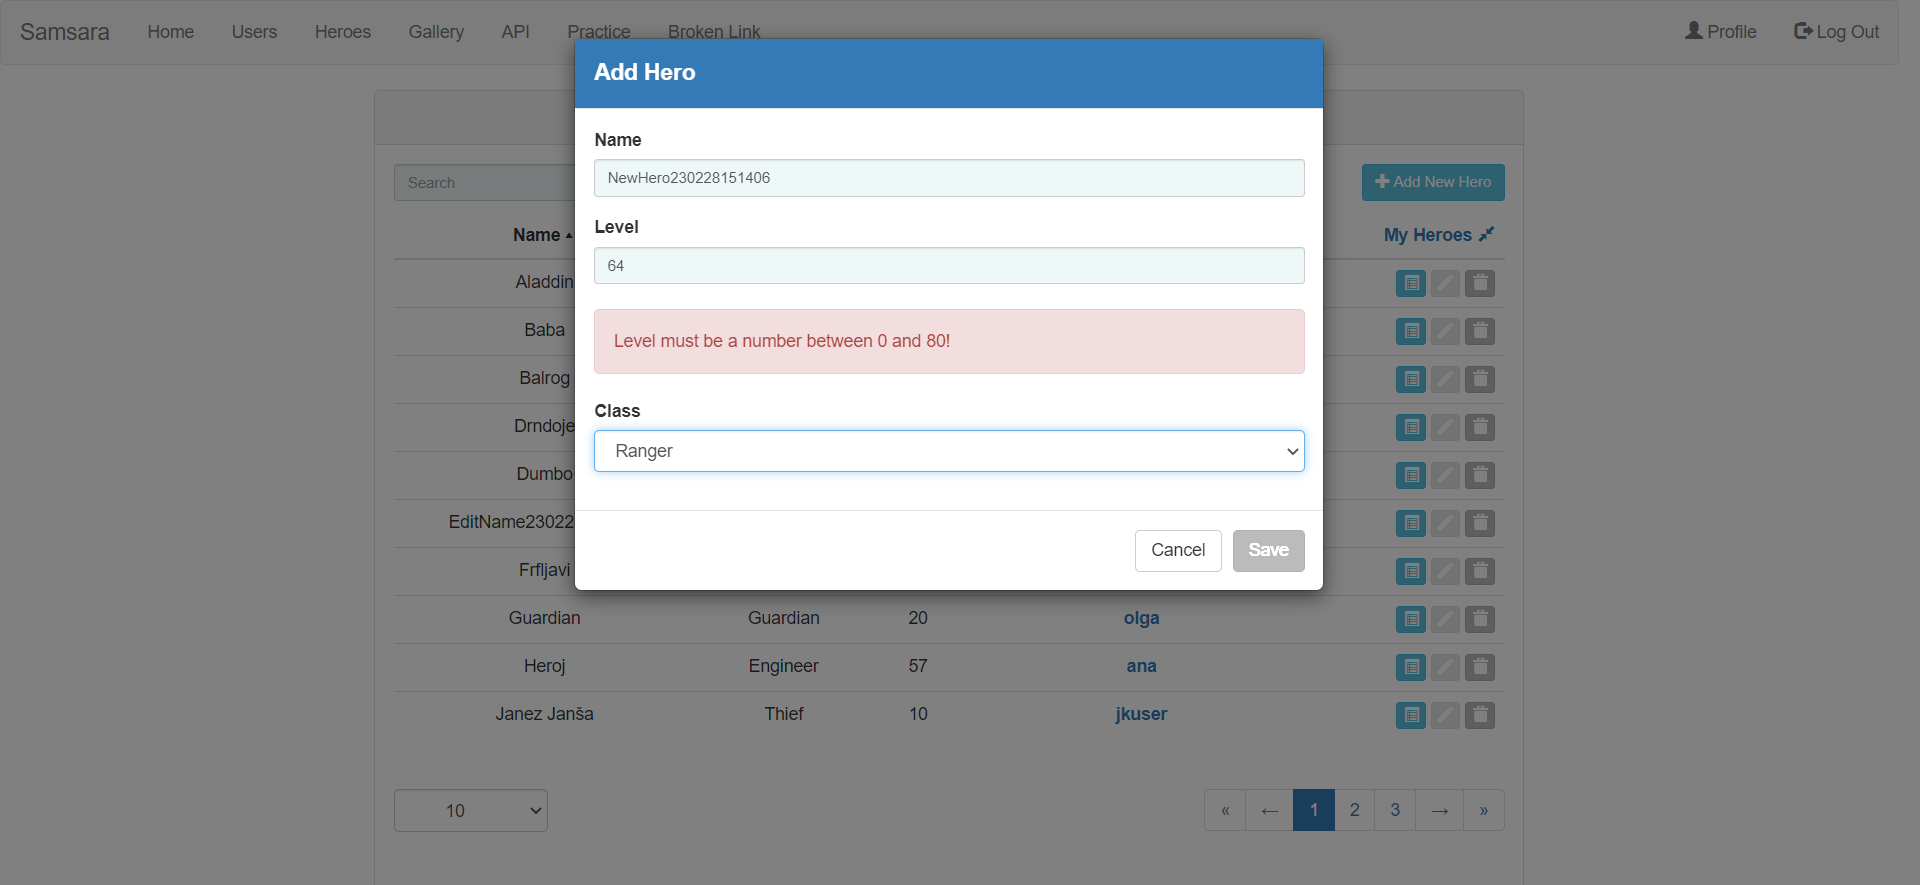 Samsara Home Users Heroes Gallery API Practice Broken Link Profile Log Out
Add Hero
Name
NewHero230228151406
Level
64
Level must be a number between 0 and 80!
Class
Ranger
Cancel Save
Search Add New Hero
Name My Heroes
Aladdin
Baba
Balrog
Drndoje
Dumbo
EditName23022
Frfljavi
Guardian Guardian 20 olga
Heroj Engineer 57 ana
Janez Janša Thief 10 jkuser
10 « ← 1 2 3 → »